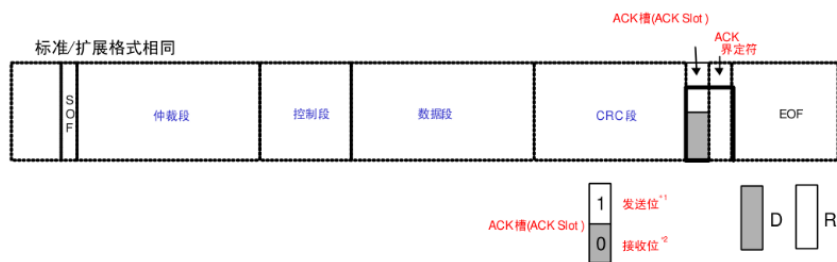 ACK槽(ACK Slot)
ACK
界定符
标准/扩展格式相同
SOF
仲裁段
控制段
数据段
CRC段
EOF
ACK槽(ACK Slot)
1 发送位*1
0 接收位*2
D
R